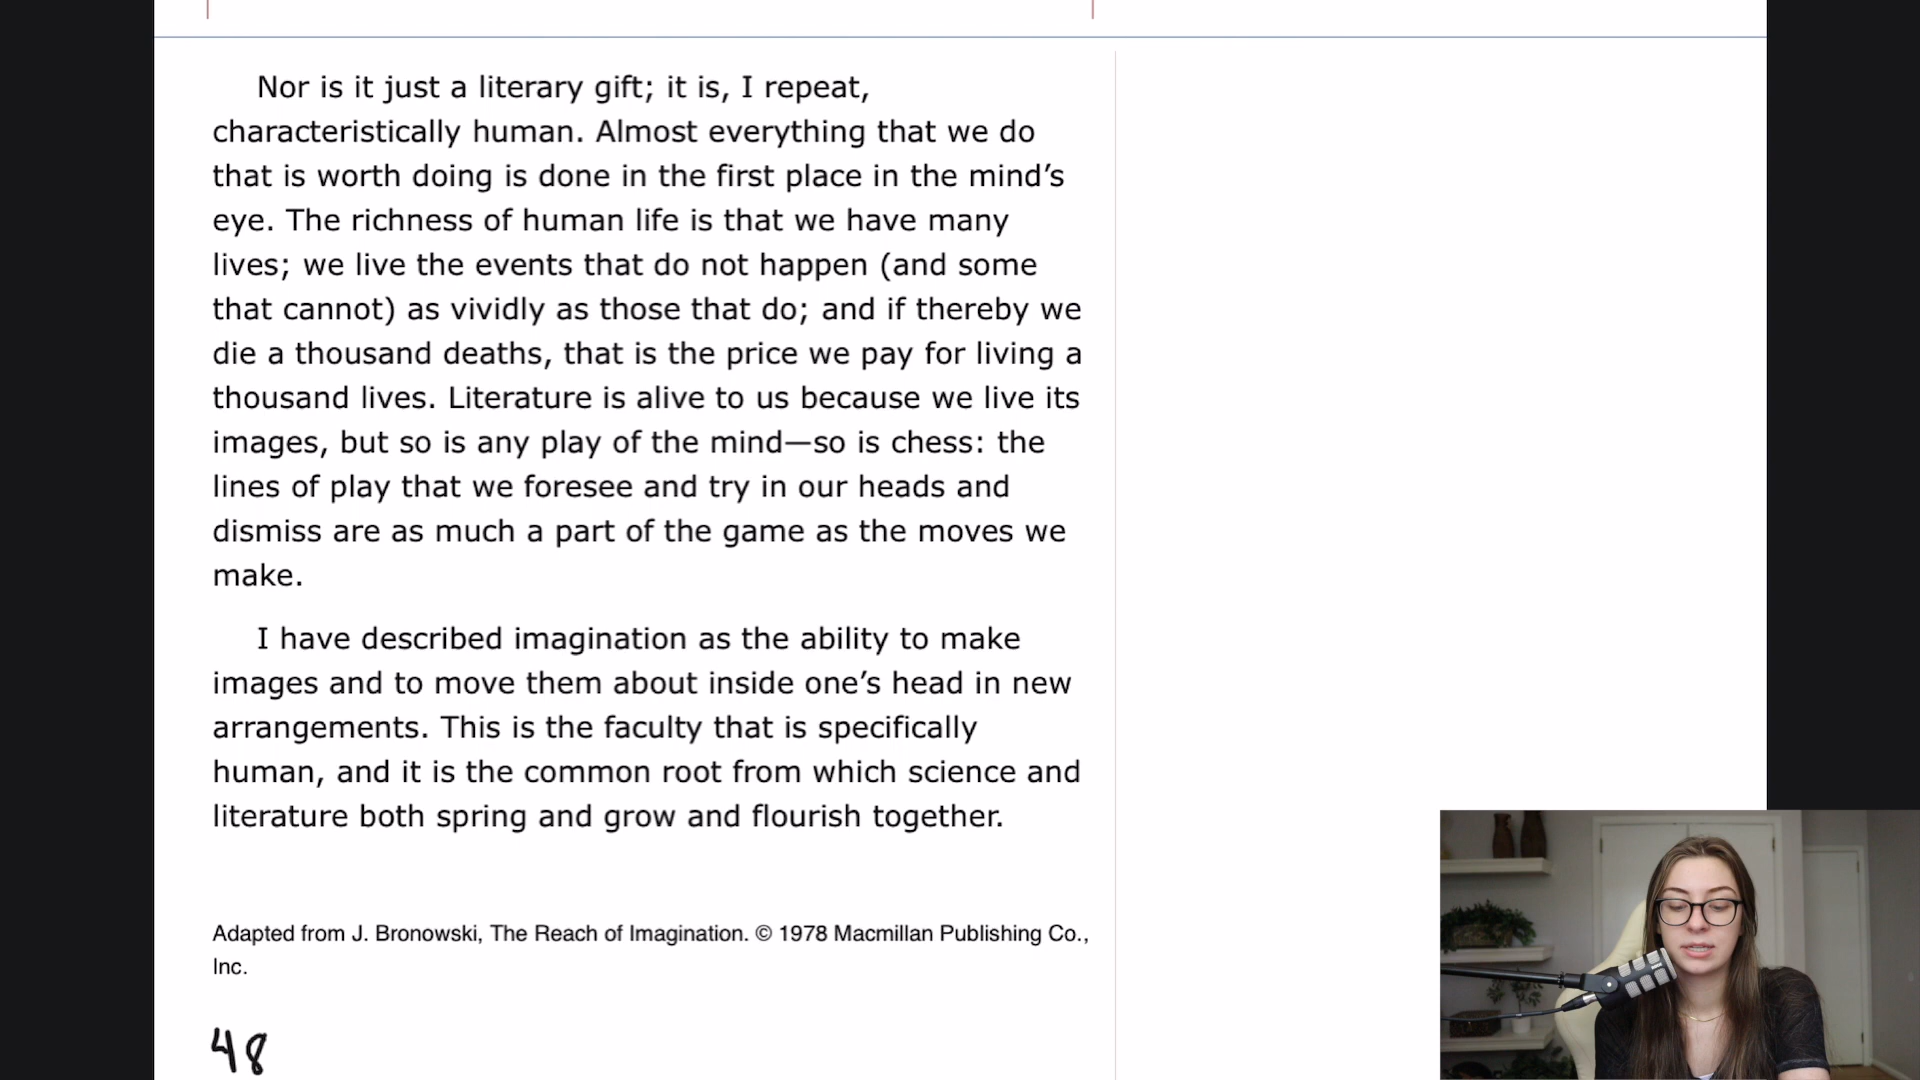 Nor is it just a literary gift; it is, I repeat,
characteristically human. Almost everything that we do
that is worth doing is done in the first place in the mind’s
eye. The richness of human life is that we have many
lives; we live the events that do not happen (and some
that cannot) as vividly as those that do; and if thereby we
die a thousand deaths, that is the price we pay for living a
thousand lives. Literature is alive to us because we live its
images, but so is any play of the mind—so is chess: the
lines of play that we foresee and try in our heads and
dismiss are as much a part of the game as the moves we
make.
I have described imagination as the ability to make
images and to move them about inside one’s head in new
arrangements. This is the faculty that is specifically
human, and it is the common root from which science and
literature both spring and grow and flourish together.
Adapted from J. Bronowski, The Reach of Imagination. © 1978 Macmillan Publishing Co.,
Inc.
48